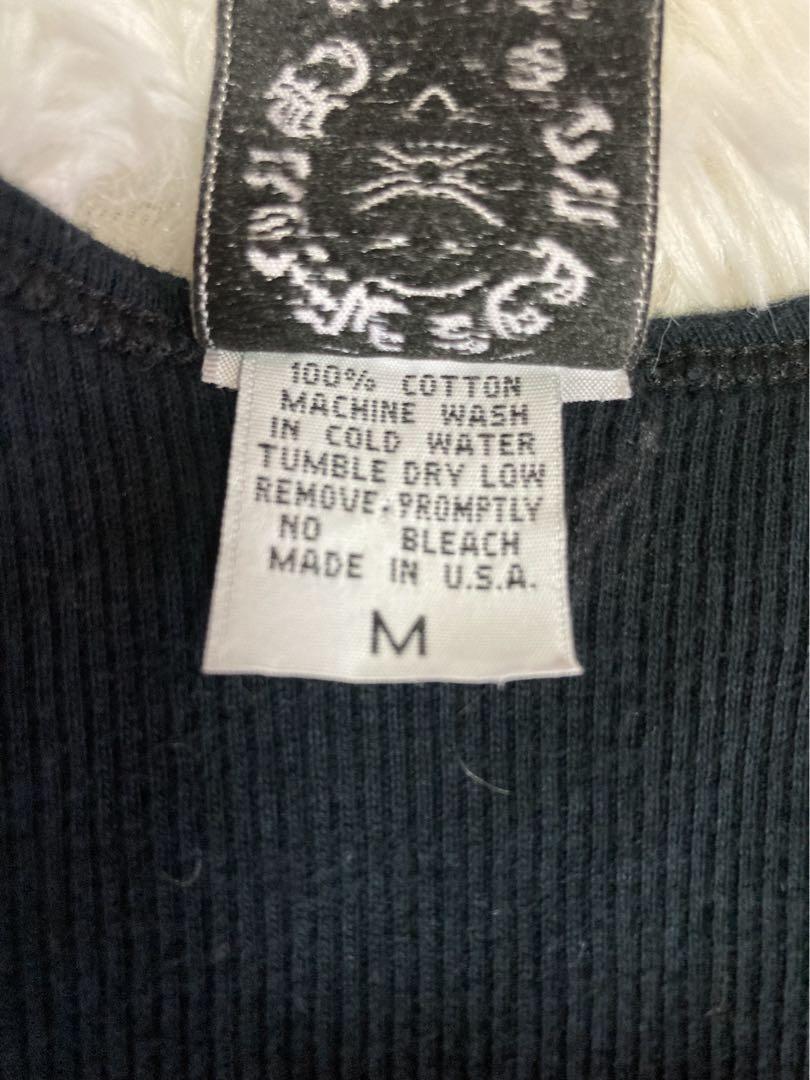 100% COTTON
MACHINE WASH
IN COLD WATER
TUMBLE DRY LOW
REMOVE PROMPTLY
NO BLEACH
MADE IN U.S.A.
M